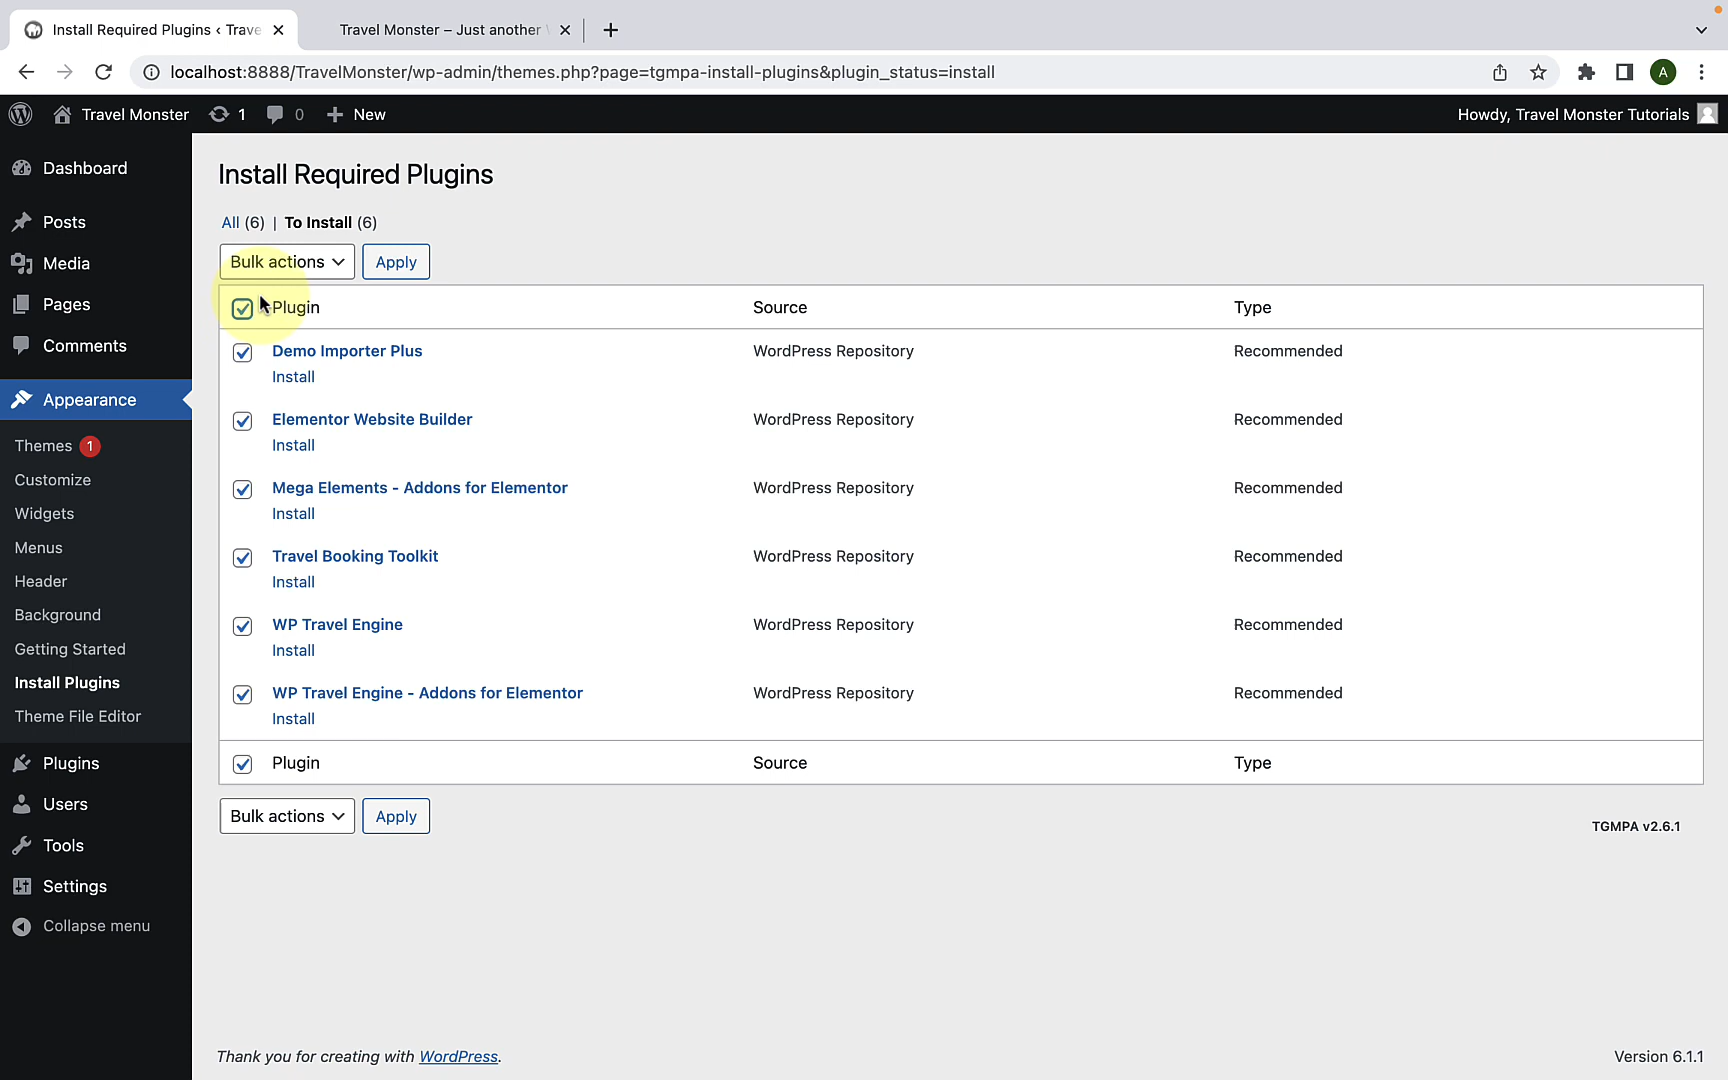 Install Required Plugins ‹ Trave
Travel Monster – Just another
localhost:8888/TravelMonster/wp-admin/themes.php?page=tgmpa-install-plugins&plugin_status=install
A
Travel Monster 1 0 New
Howdy, Travel Monster Tutorials
Dashboard
Posts
Media
Pages
Comments
Appearance
Themes 1
Customize
Widgets
Menus
Header
Background
Getting Started
Install Plugins
Theme File Editor
Plugins
Users
Tools
Settings
Collapse menu
Install Required Plugins
All (6) | To Install (6)
Bulk actions Apply
Plugin Source Type
Demo Importer Plus WordPress Repository Recommended
Install
Elementor Website Builder WordPress Repository Recommended
Install
Mega Elements - Addons for Elementor WordPress Repository Recommended
Install
Travel Booking Toolkit WordPress Repository Recommended
Install
WP Travel Engine WordPress Repository Recommended
Install
WP Travel Engine - Addons for Elementor WordPress Repository Recommended
Install
Plugin Source Type
Bulk actions Apply
TGMPA v2.6.1
Thank you for creating with WordPress.
Version 6.1.1